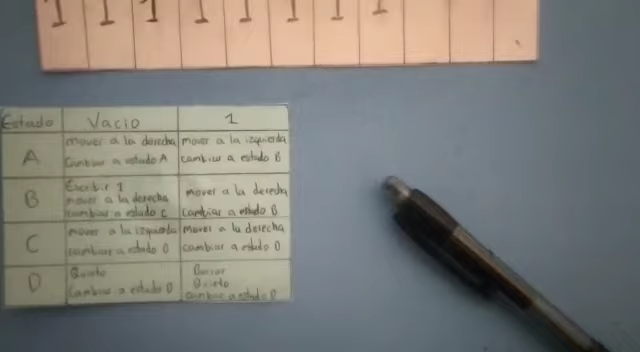 1 1 1 1 1 1 1 1
Estado Vacio 1
A
mover a la derecha
cambiar a estado A
mover a la izquierda
cambiar a estado B
B
Escribir 1
mover a la derecha
cambiar a estado C
mover a la derecha
cambiar a estado B
C
mover a la izquierda
cambiar a estado D
mover a la derecha
cambiar a estado D
D
Quieto
cambiar a estado D
Borrar
Quieto
cambiar a estado D